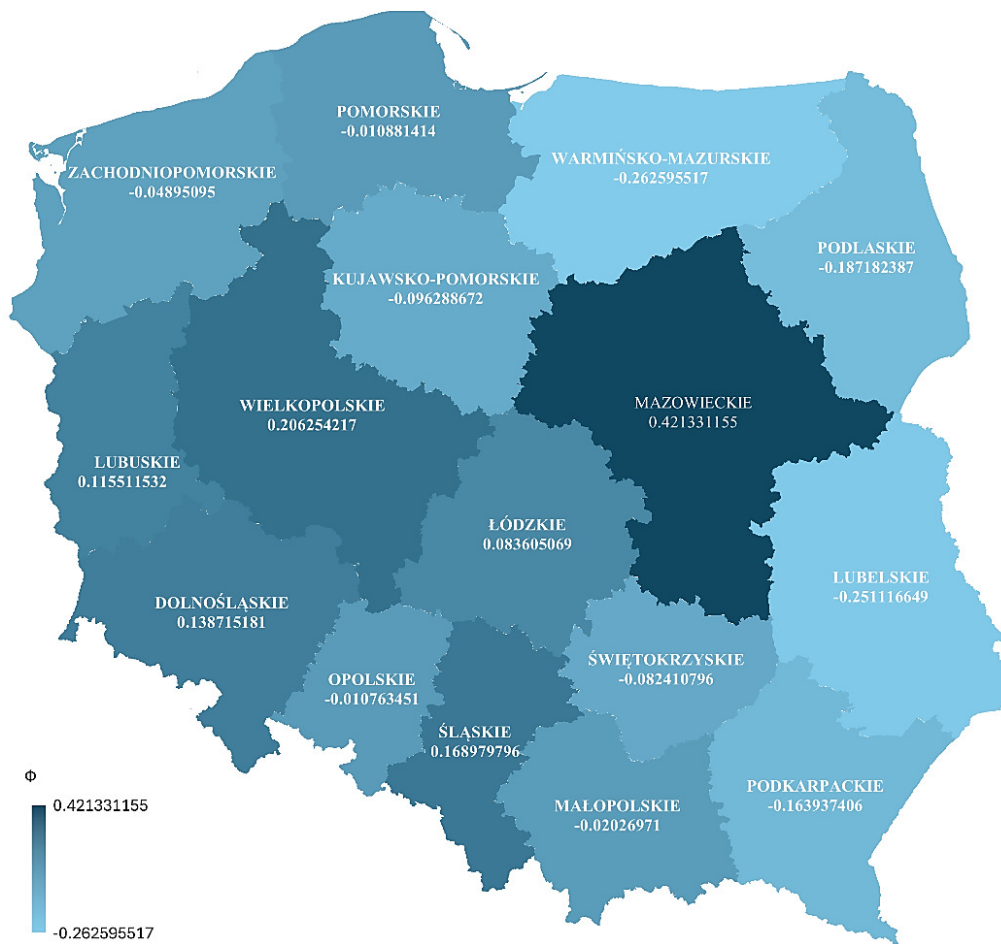 POMORSKIE
-0.010881414
WARMIŃSKO-MAZURSKIE
-0.262595517
ZACHODNIOPOMORSKIE
-0.04895095
PODLASKIE
-0.187182387
KUJAWSKO-POMORSKIE
-0.096288672
WIELKOPOLSKIE
0.206254217
MAZOWIECKIE
0.421331155
LUBUSKIE
0.115511532
ŁÓDZKIE
0.083605069
LUBELSKIE
-0.251116649
DOLNOŚLĄSKIE
0.138715181
ŚWIĘTOKRZYSKIE
-0.082410796
OPOLSKIE
-0.010763451
ŚLĄSKIE
0.168979796
PODKARPACKIE
-0.163937406
MAŁOPOLSKIE
-0.02026971
Φ
0.421331155
-0.262595517